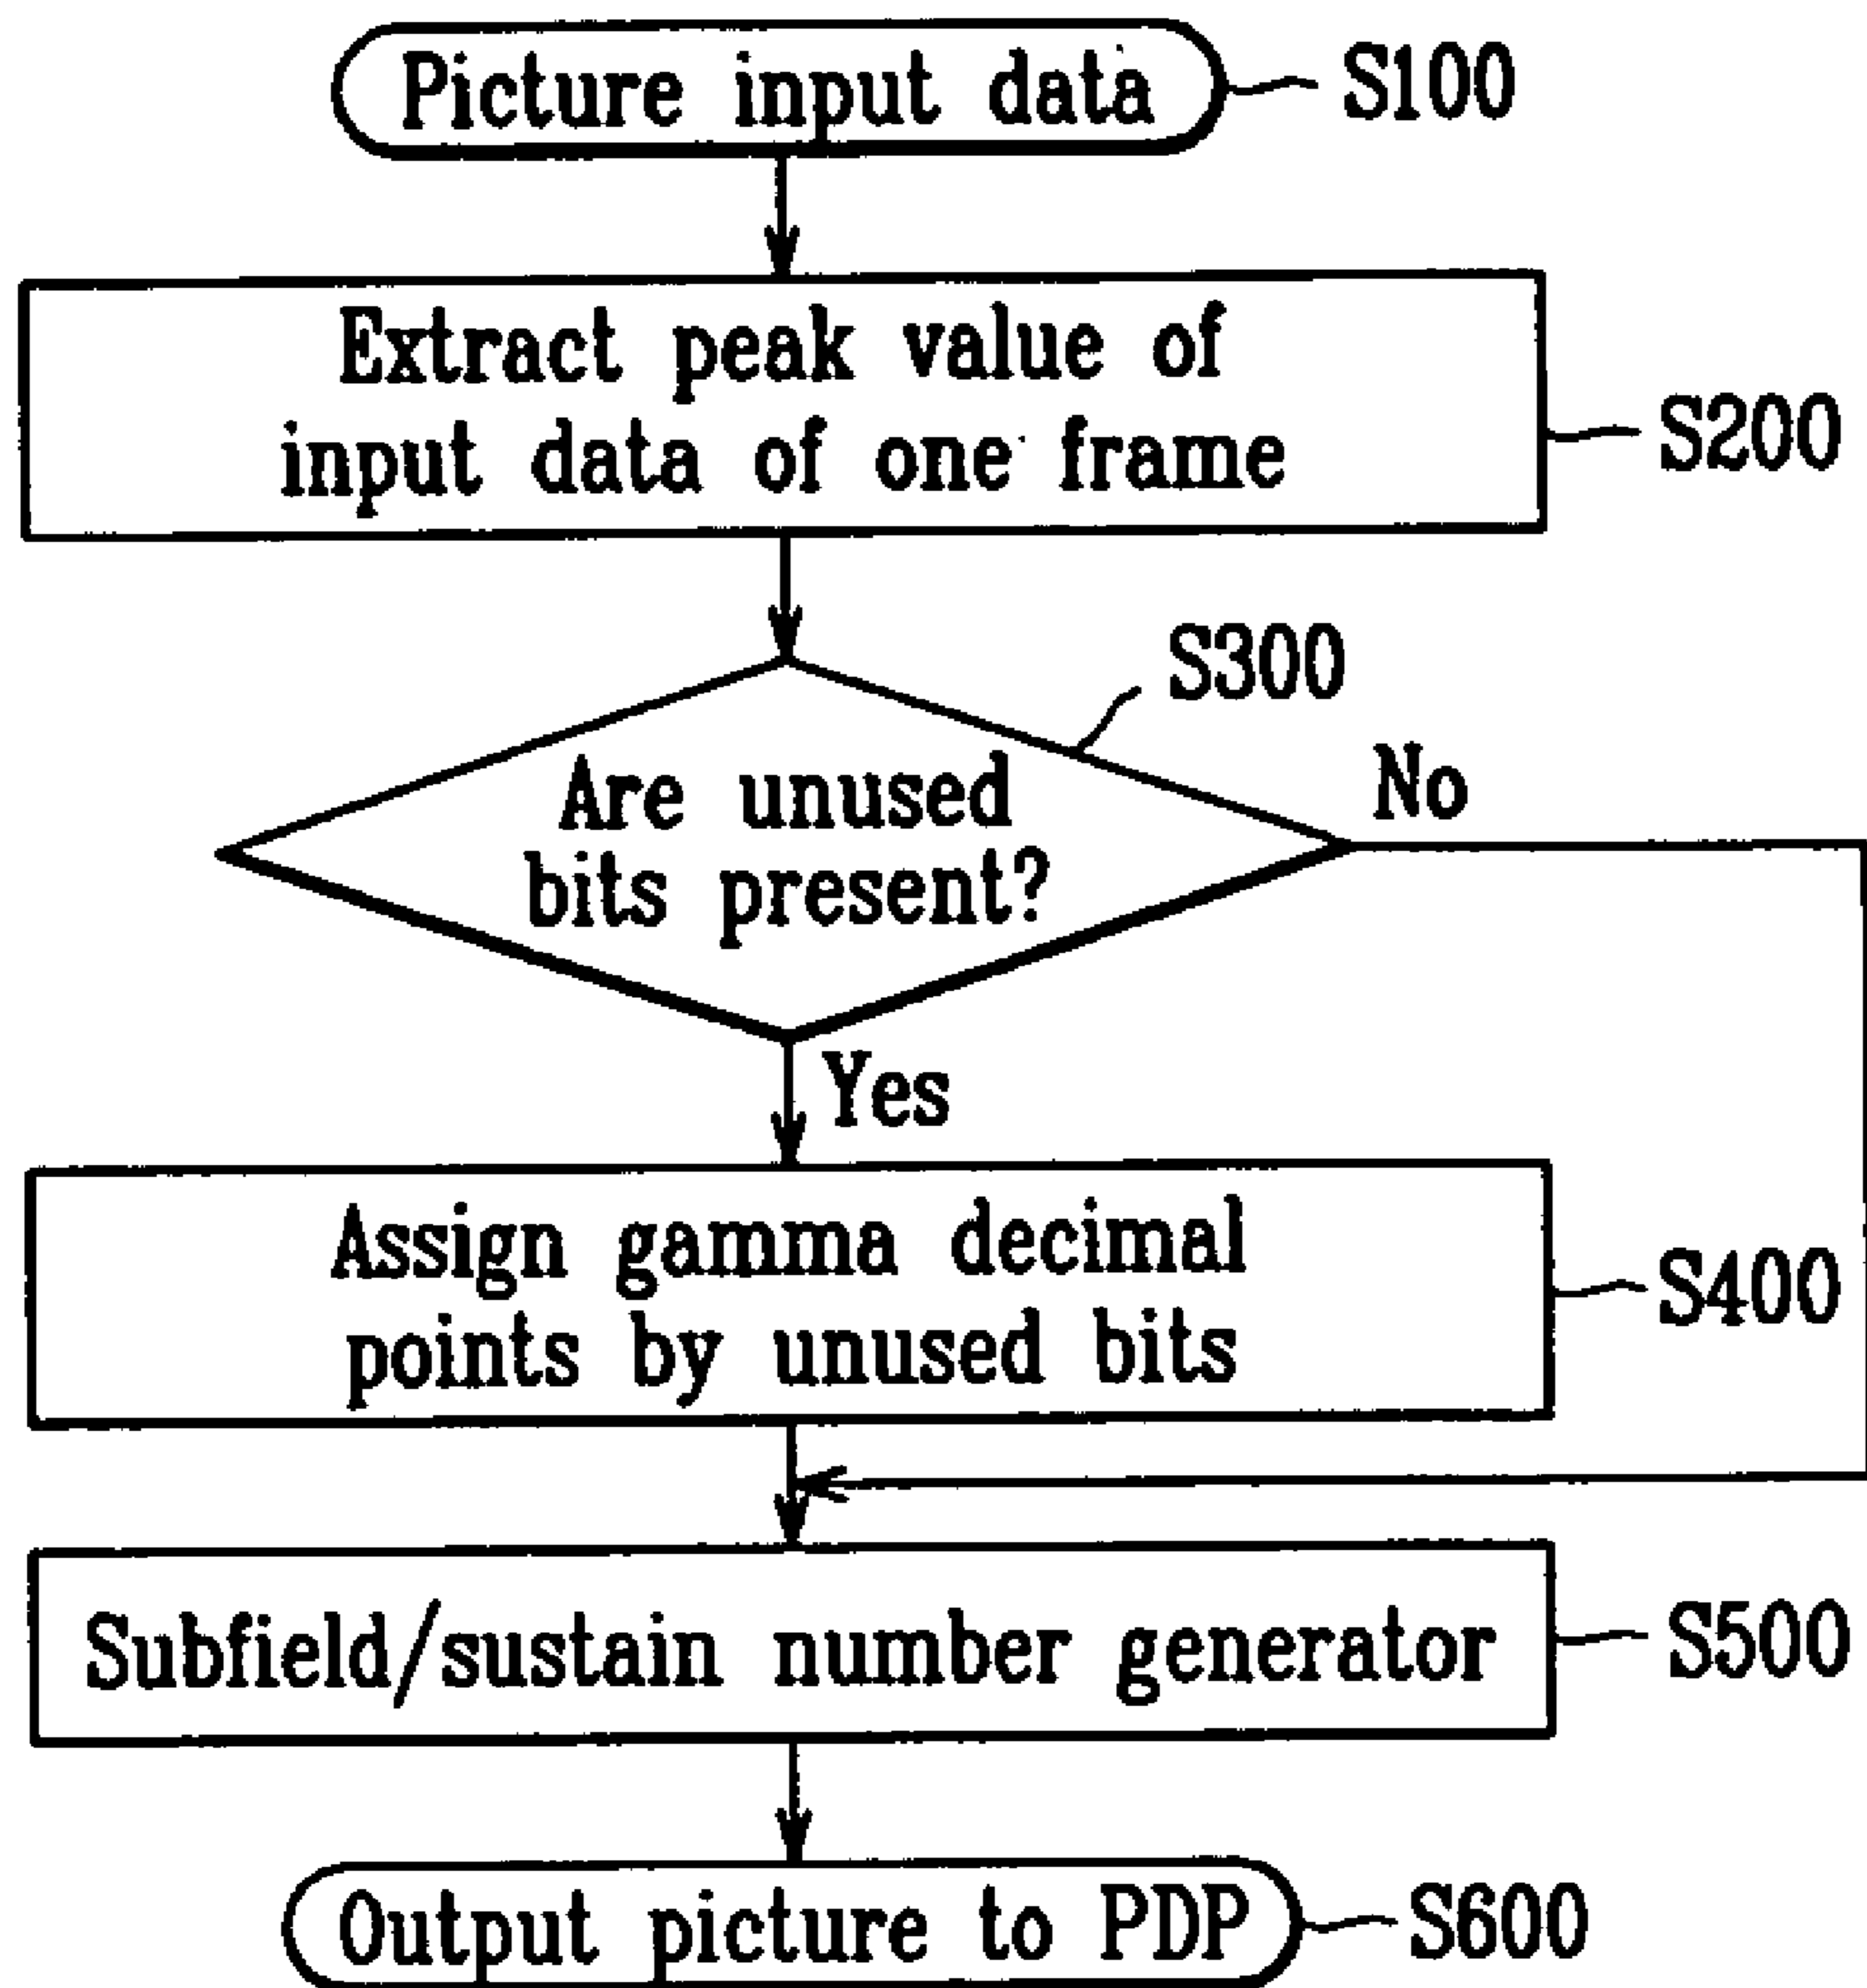 Picture input data
S100
Extract peak value of
input data of one frame
S200
S300
Are unused
bits present?
No
Yes
Assign gamma decimal
points by unused bits
S400
Subfield/sustain number generator
S500
Output picture to PDP
S600